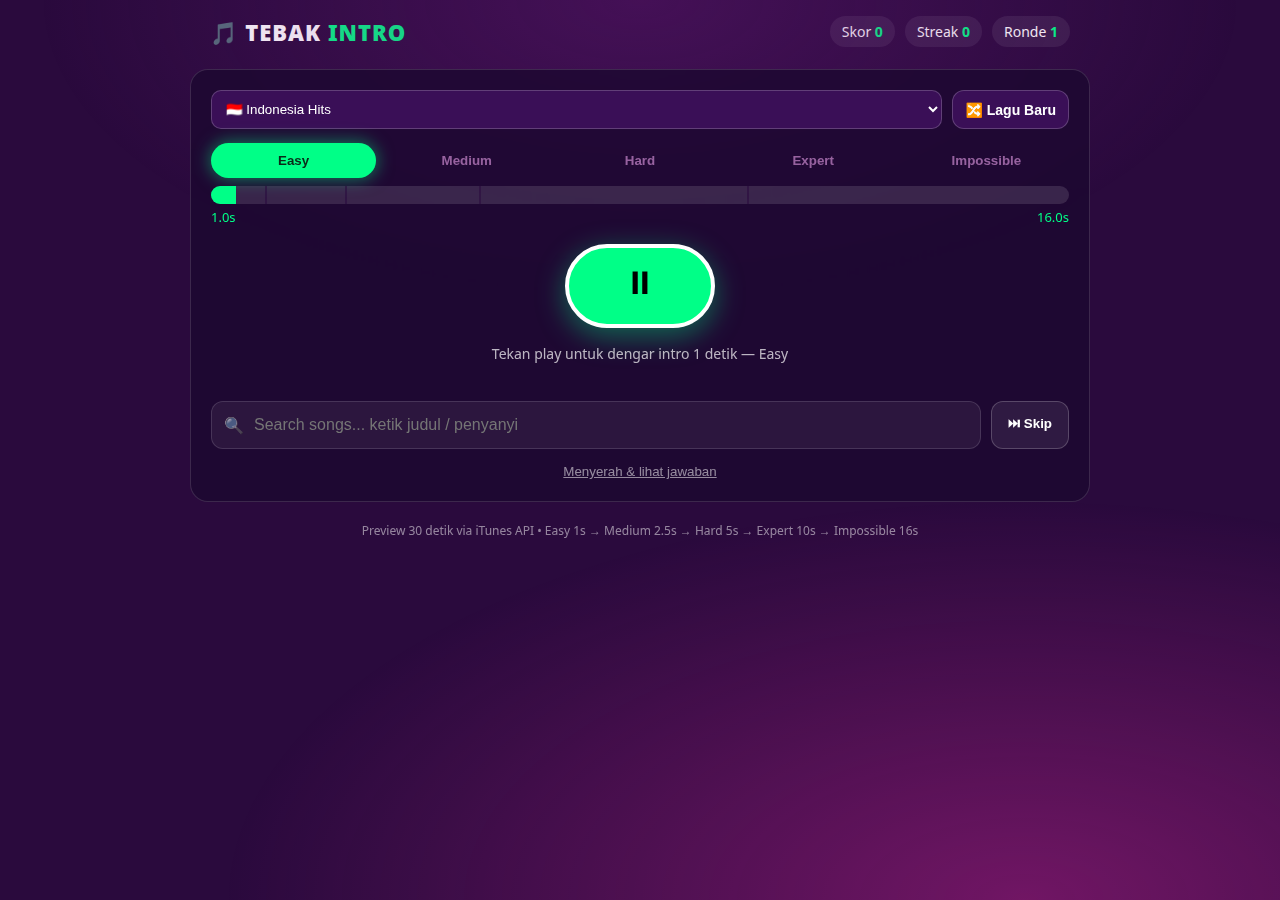 🎵 TEBAK INTRO
Skor 0 Streak 0 Ronde 1
🇮🇩 Indonesia Hits
🔀 Lagu Baru
Easy Medium Hard Expert Impossible
1.0s 16.0s
⏸
Tekan play untuk dengar intro 1 detik — Easy
🔍 Search songs... ketik judul / penyanyi
⏭ Skip
Menyerah & lihat jawaban
Preview 30 detik via iTunes API • Easy 1s → Medium 2.5s → Hard 5s → Expert 10s → Impossible 16s